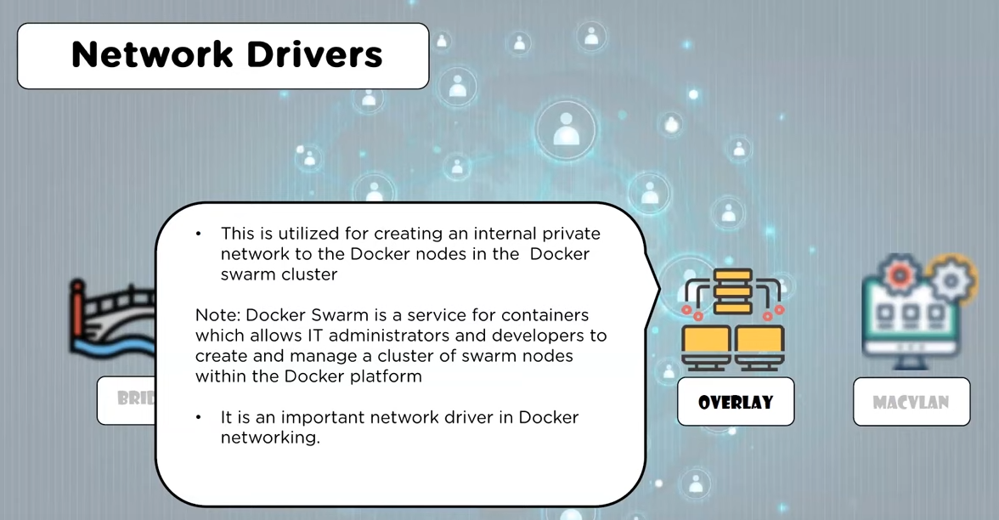 Network Drivers
• This is utilized for creating an internal private
network to the Docker nodes in the Docker
swarm cluster
Note: Docker Swarm is a service for containers
which allows IT administrators and developers to
create and manage a cluster of swarm nodes
within the Docker platform
• It is an important network driver in Docker
networking.
OVERLAY
MACVLAN